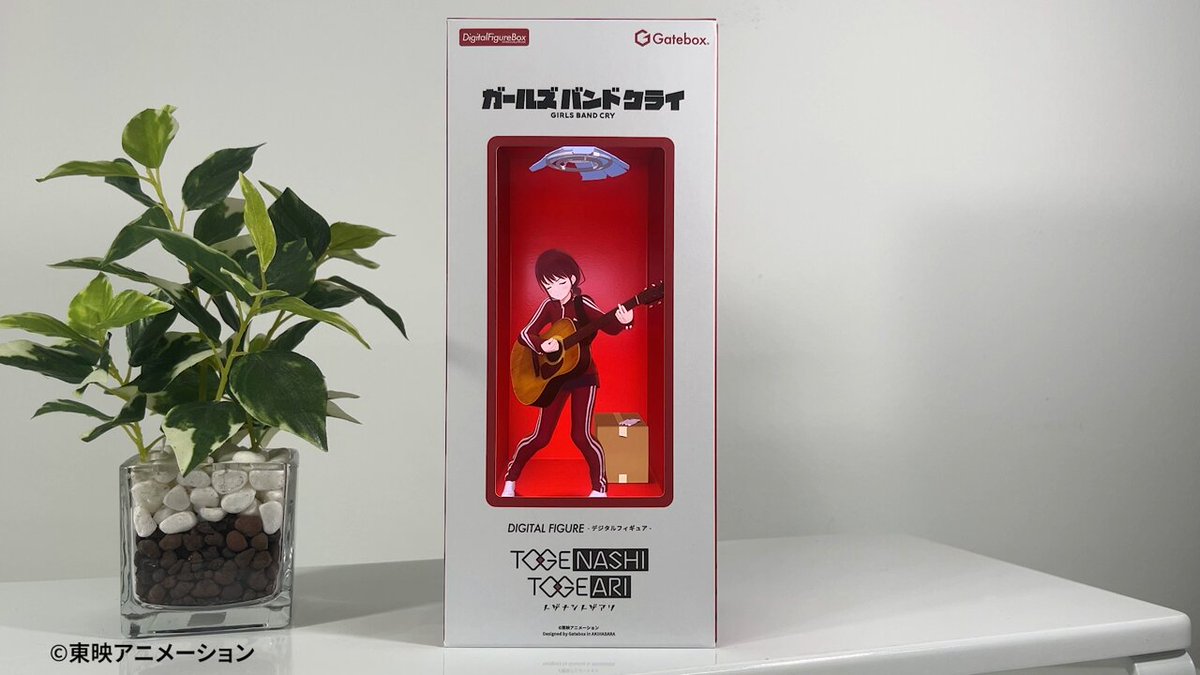 DigitalFigureBox
Gatebox.
ガールズバンドクライ
GIRLS BAND CRY
DIGITAL FIGURE - デジタルフィギュア -
TOGENASHI
TOGEARI
トゲナシトゲアリ
©東映アニメーション
Designed by Gatebox in AKIHABARA
©東映アニメーション